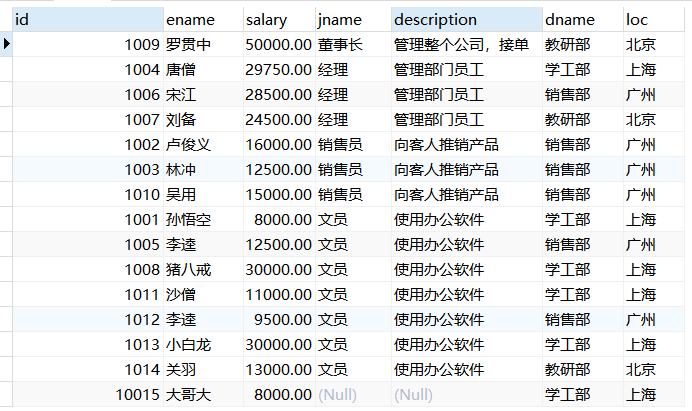 id ename salary jname description dname loc
1009 罗贯中 50000.00 董事长 管理整个公司，接单 教研部 北京
1004 唐僧 29750.00 经理 管理部门员工 学工部 上海
1006 宋江 28500.00 经理 管理部门员工 销售部 广州
1007 刘备 24500.00 经理 管理部门员工 教研部 北京
1002 卢俊义 16000.00 销售员 向客人推销产品 销售部 广州
1003 林冲 12500.00 销售员 向客人推销产品 销售部 广州
1010 吴用 15000.00 销售员 向客人推销产品 销售部 广州
1001 孙悟空 8000.00 文员 使用办公软件 学工部 上海
1005 李逵 12500.00 文员 使用办公软件 销售部 广州
1008 猪八戒 30000.00 文员 使用办公软件 学工部 上海
1011 沙僧 11000.00 文员 使用办公软件 学工部 上海
1012 李逵 9500.00 文员 使用办公软件 销售部 广州
1013 小白龙 30000.00 文员 使用办公软件 学工部 上海
1014 关羽 13000.00 文员 使用办公软件 教研部 北京
10015 大哥大 8000.00 (Null) (Null) 学工部 上海